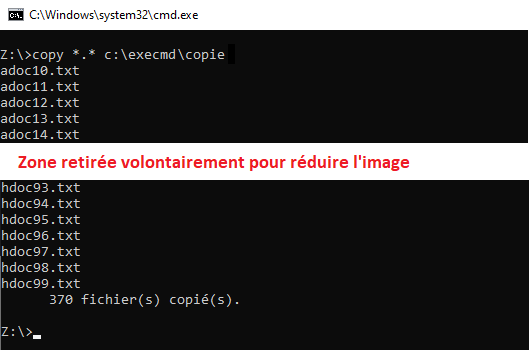 C:\Windows\system32\cmd.exe
Z:\>copy *.* c:\execmd\copie
adoc10.txt
adoc11.txt
adoc12.txt
adoc13.txt
adoc14.txt
Zone retirée volontairement pour réduire l'image
hdoc93.txt
hdoc94.txt
hdoc95.txt
hdoc96.txt
hdoc97.txt
hdoc98.txt
hdoc99.txt
370 fichier(s) copié(s).
Z:\>